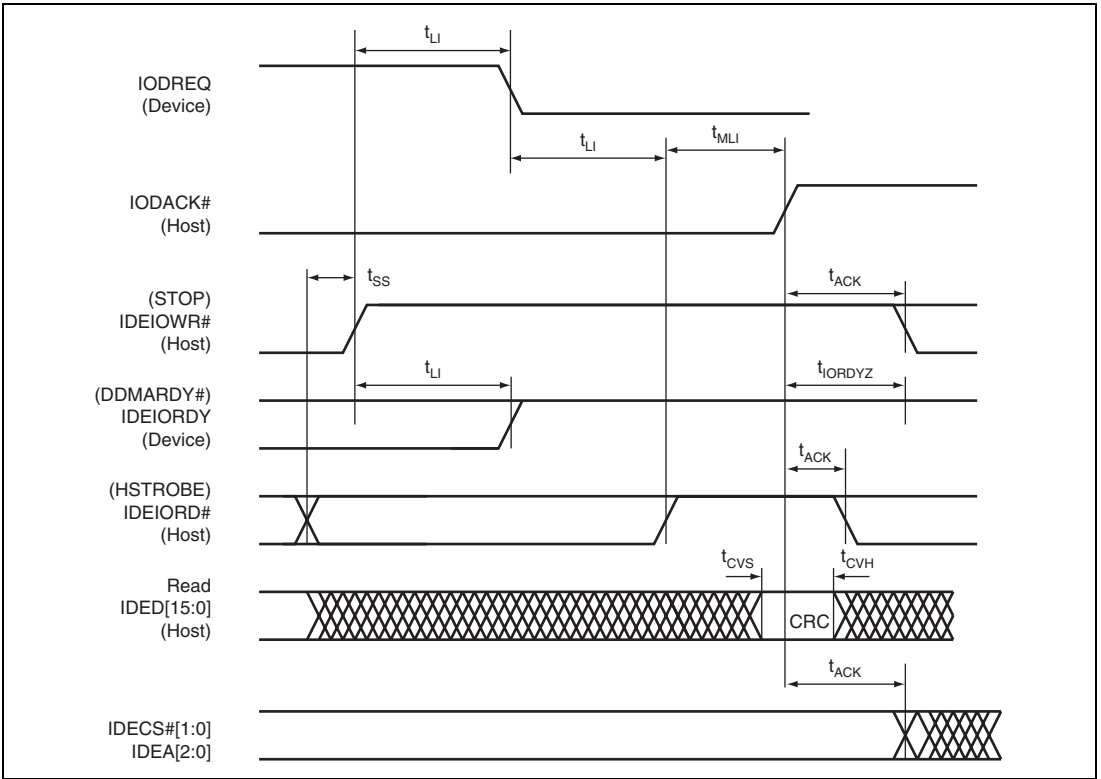 t_LI
IODREQ
(Device)
t_LI
t_MLI
IODACK#
(Host)
t_SS
t_ACK
(STOP)
IDEIOWR#
(Host)
t_LI
t_IORDYZ
(DDMARDY#)
IDEIORDY
(Device)
t_ACK
(HSTROBE)
IDEIORD#
(Host)
t_CVS
t_CVH
Read
IDED[15:0]
(Host)
CRC
t_ACK
IDECS#[1:0]
IDEA[2:0]